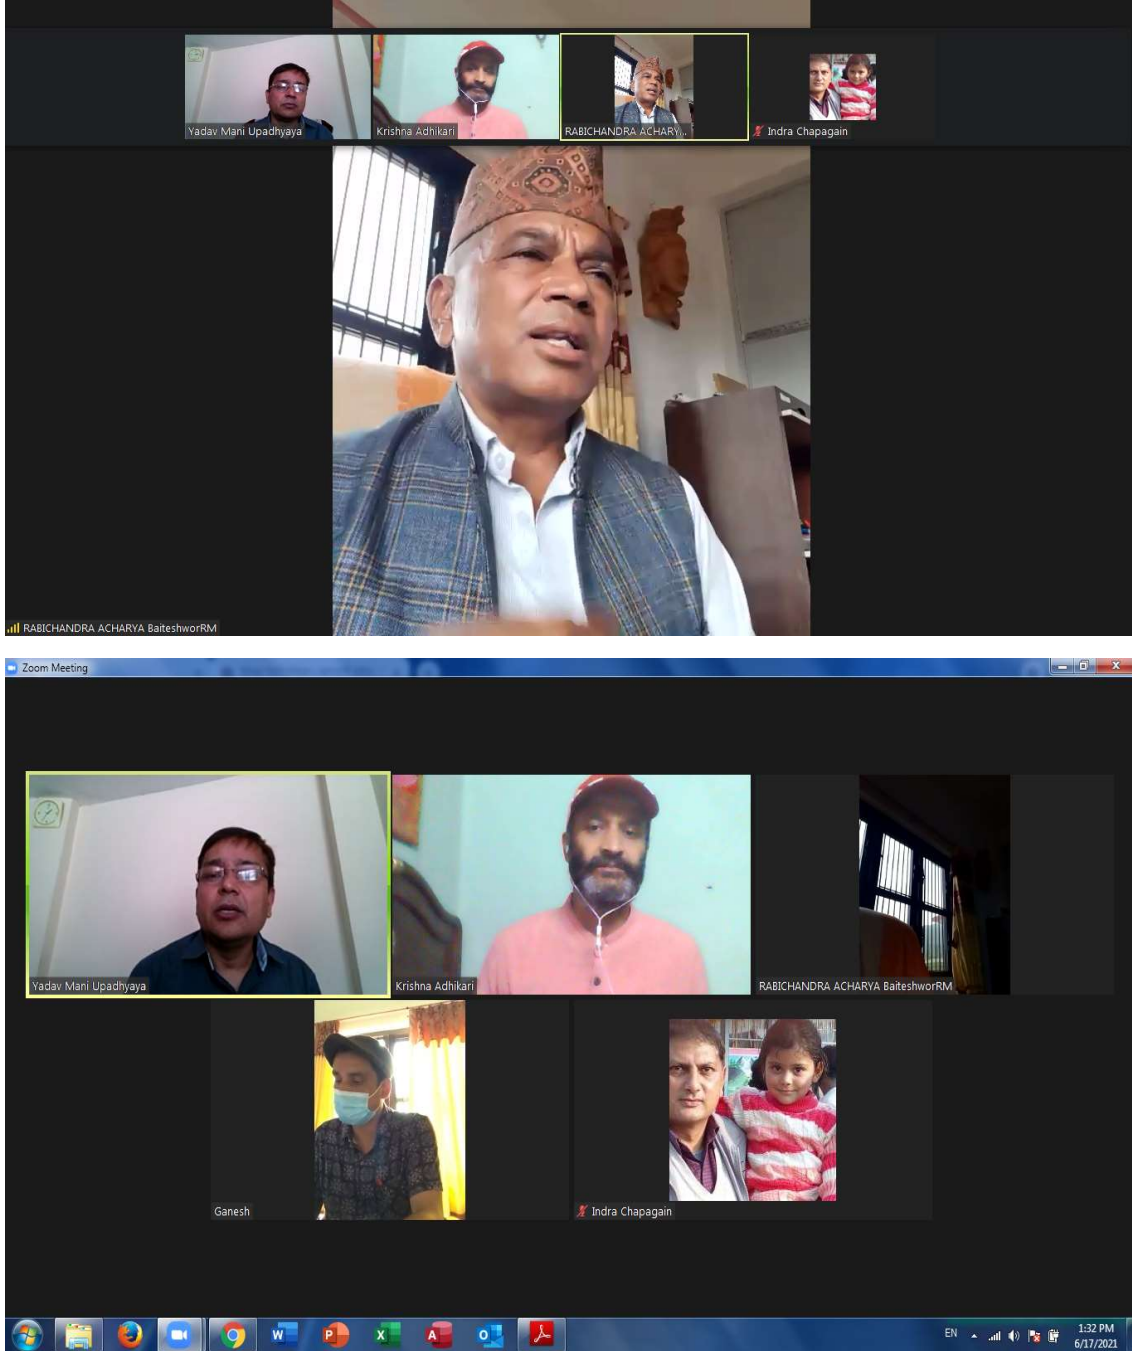 Yadav Mani Upadhyaya
Krishna Adhikari
RABICHANDRA ACHARY...
Indra Chapagain
RABICHANDRA ACHARYA BaiteshworRM
Zoom Meeting
Yadav Mani Upadhyaya
Krishna Adhikari
RABICHANDRA ACHARYA BaiteshworRM
Ganesh
Indra Chapagain
EN
1:32 PM
6/17/2021